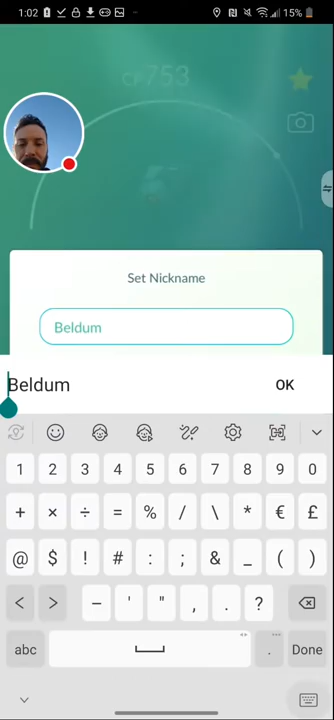 1:02 15%
CP753
Set Nickname
Beldum
Beldum OK
1 2 3 4 5 6 7 8 9 0
+ × ÷ = % / \ * € £
@ $ ! # : ; & _ ( )
< > - ' " , . ?
abc . Done